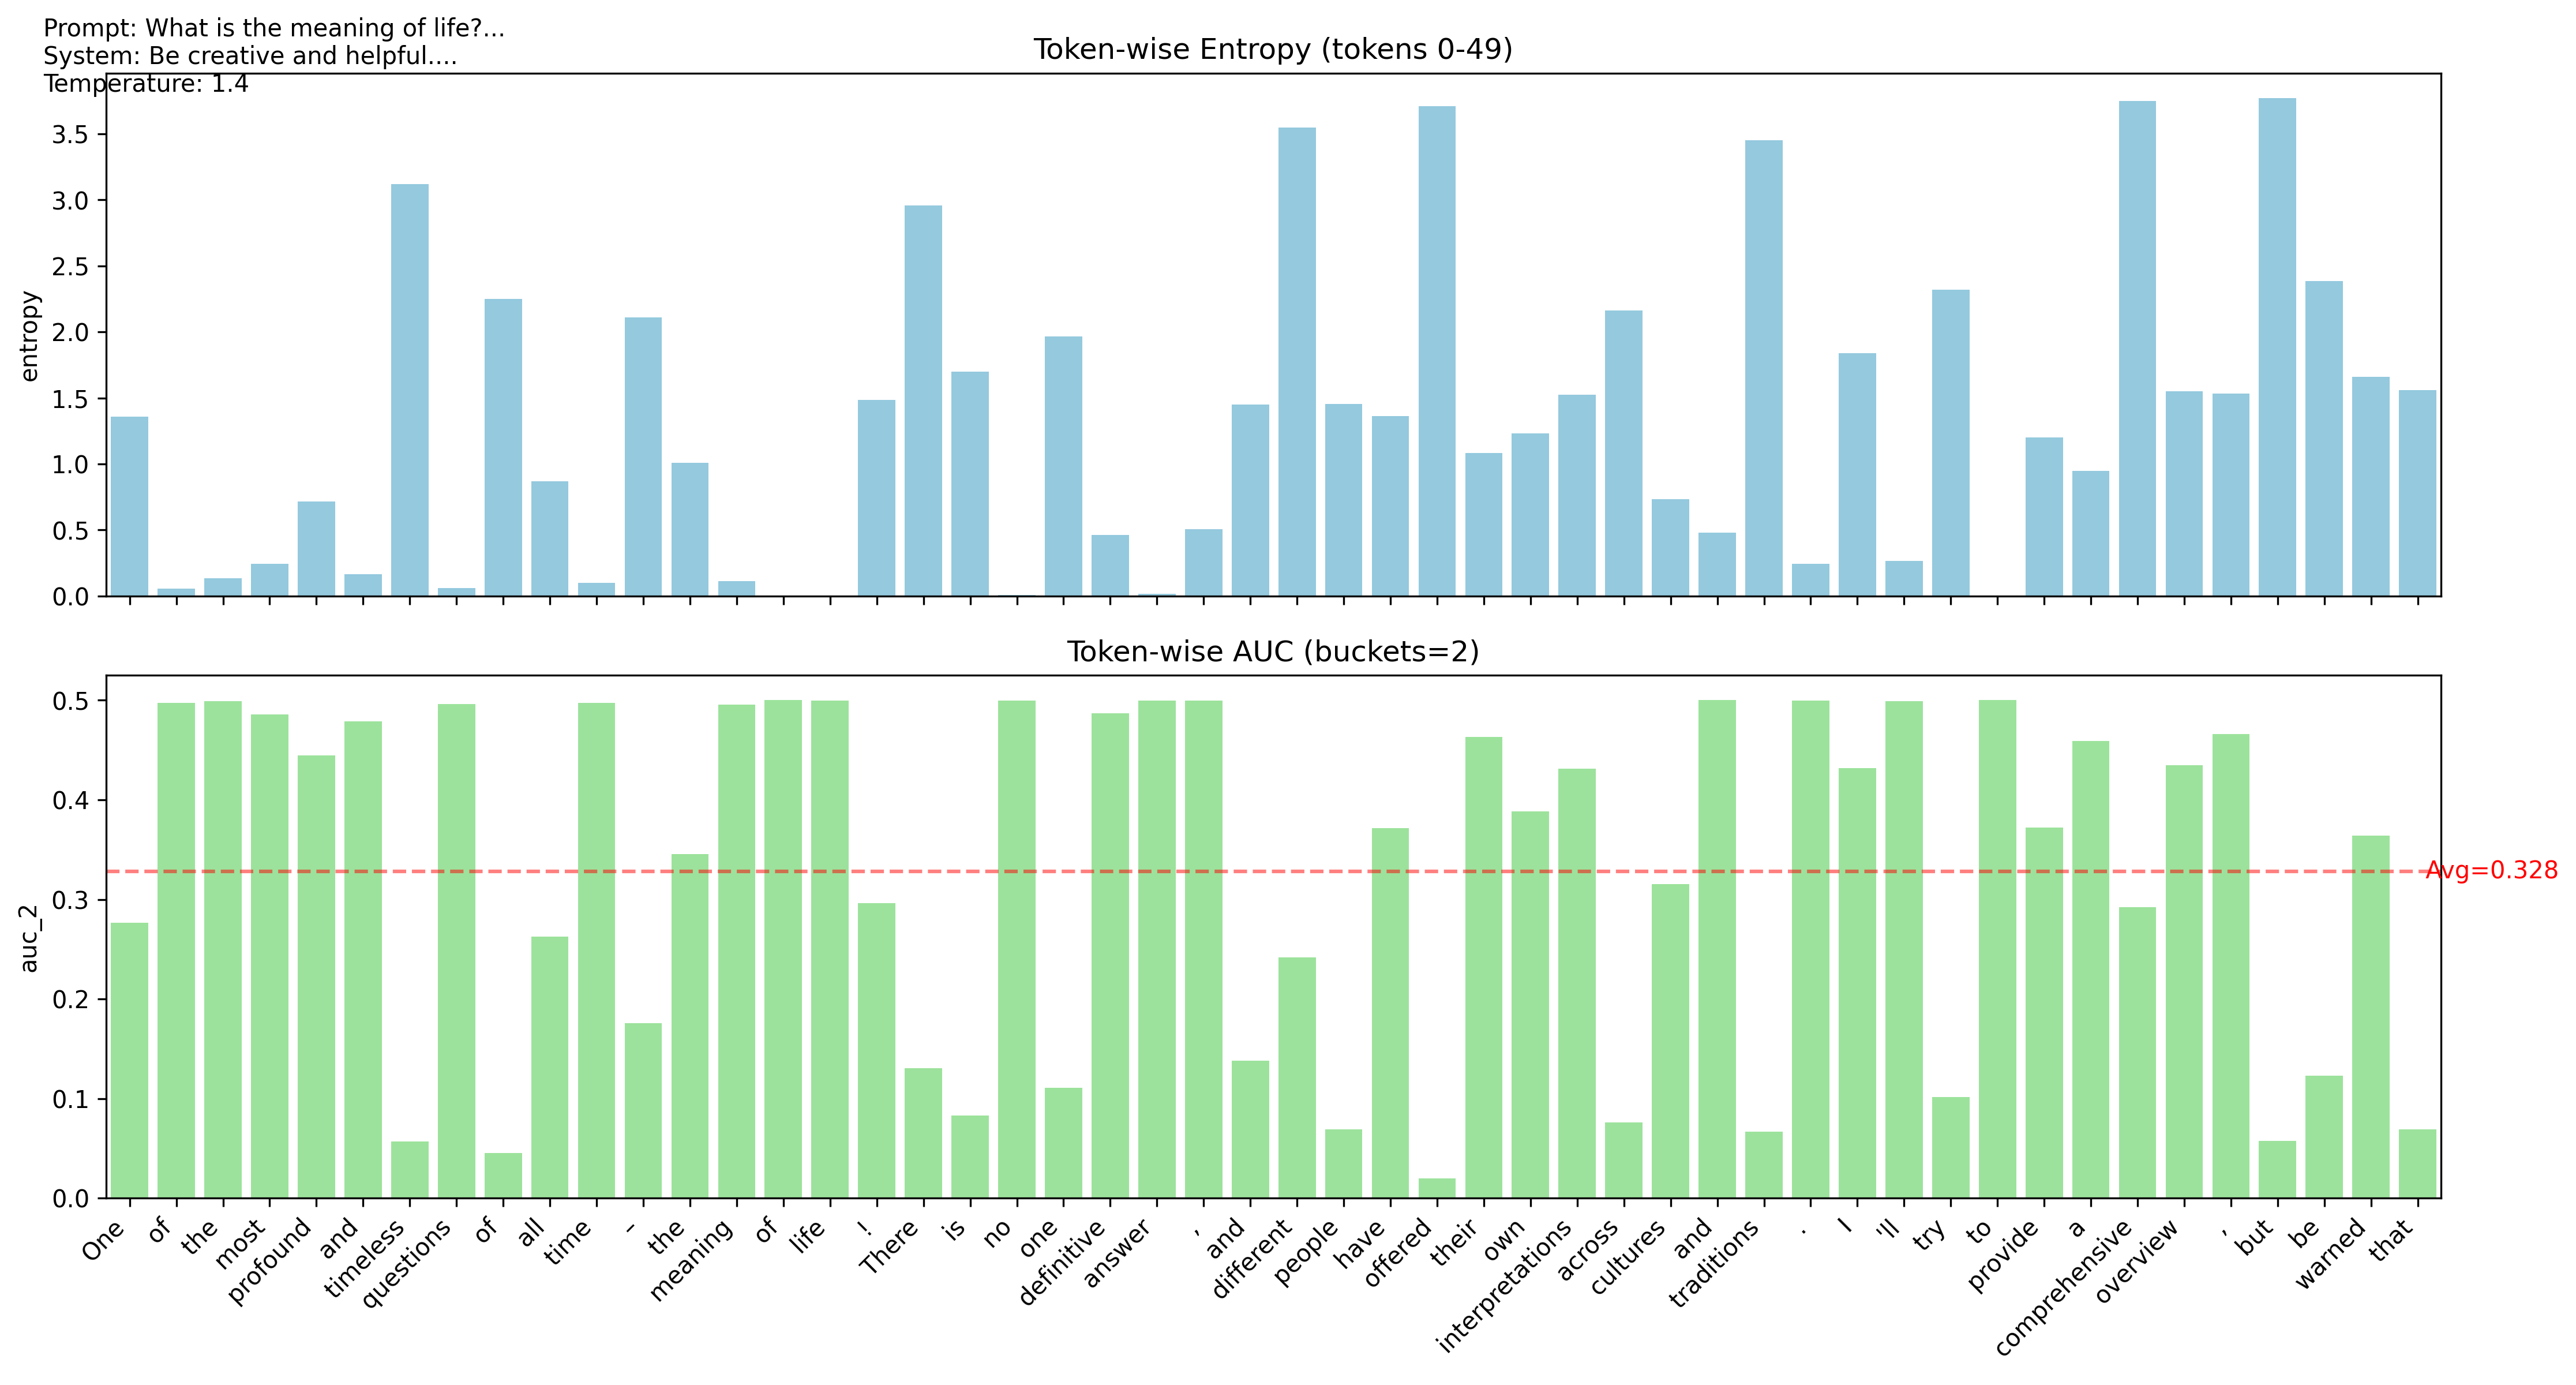 Prompt: What is the meaning of life?...
System: Be creative and helpful....
Temperature: 1.4
Token-wise Entropy (tokens 0-49)
entropy
3.5
3.0
2.5
2.0
1.5
1.0
0.5
0.0
Token-wise AUC (buckets=2)
auc_2
0.5
0.4
0.3
0.2
0.1
0.0
Avg=0.328
One
of
the
most
profound
and
timeless
questions
of
all
time
–
the
meaning
of
life
!
There
is
no
one
definitive
answer
,
and
different
people
have
offered
their
own
interpretations
across
cultures
and
traditions
.
I
'll
try
to
provide
a
comprehensive
overview
,
but
be
warned
that